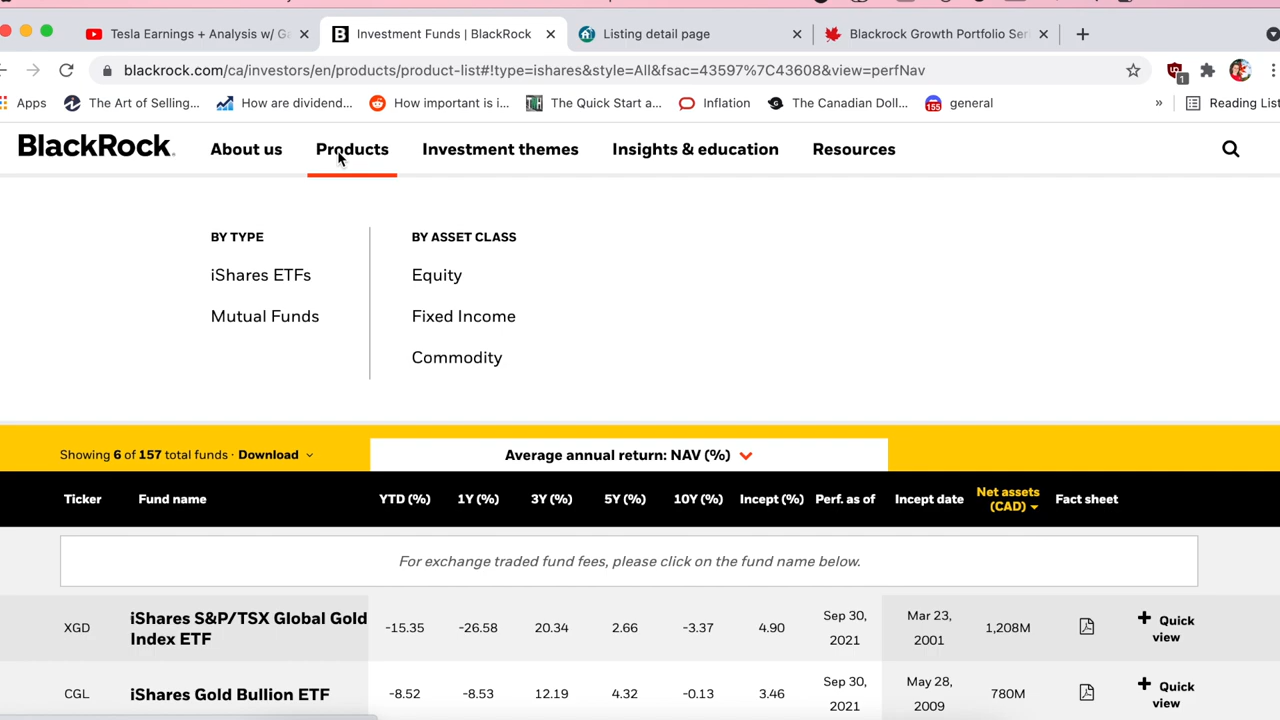 Tesla Earnings + Analysis w/ Ga
Investment Funds | BlackRock
Listing detail page
Blackrock Growth Portfolio Seri
blackrock.com/ca/investors/en/products/product-list#!type=ishares&style=All&fsac=43597%7C43608&view=perfNav
1
Apps
The Art of Selling...
How are dividend...
How important is i...
The Quick Start a...
Inflation
The Canadian Doll...
155
general
»
Reading List
BlackRock.
About us
Products
Investment themes
Insights & education
Resources
BY TYPE
BY ASSET CLASS
iShares ETFs
Equity
Mutual Funds
Fixed Income
Commodity
Showing 6 of 157 total funds · Download
Average annual return: NAV (%)
Ticker Fund name YTD (%) 1Y (%) 3Y (%) 5Y (%) 10Y (%) Incept (%) Perf. as of Incept date Net assets (CAD) Fact sheet
For exchange traded fund fees, please click on the fund name below.
XGD iShares S&P/TSX Global Gold Index ETF -15.35 -26.58 20.34 2.66 -3.37 4.90 Sep 30, 2021 Mar 23, 2001 1,208M + Quick view
CGL iShares Gold Bullion ETF -8.52 -8.53 12.19 4.32 -0.13 3.46 Sep 30, 2021 May 28, 2009 780M + Quick view